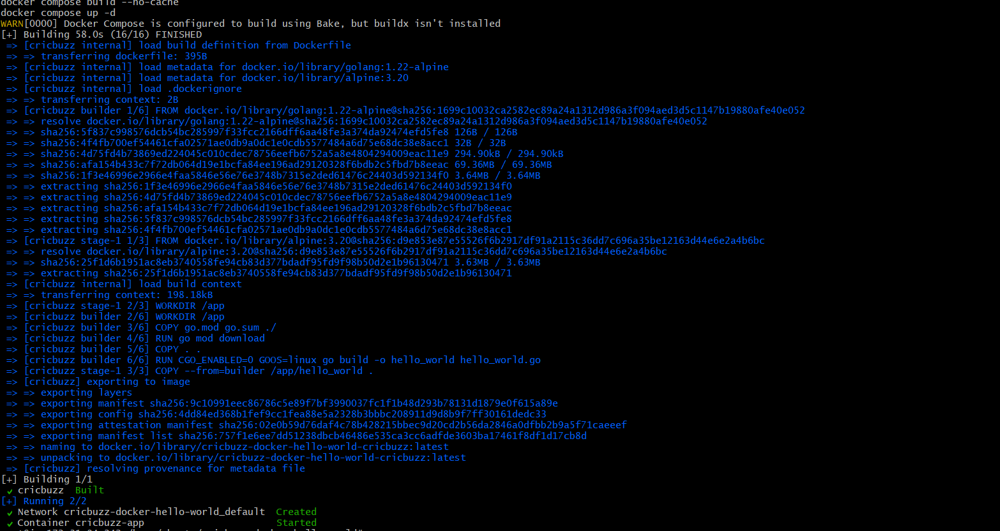 docker compose build --no-cache
docker compose up -d
WARN[0000] Docker Compose is configured to build using Bake, but buildx isn't installed
[+] Building 58.0s (16/16) FINISHED
=> [cricbuzz internal] load build definition from Dockerfile
=> => transferring dockerfile: 395B
=> [cricbuzz internal] load metadata for docker.io/library/golang:1.22-alpine
=> [cricbuzz internal] load metadata for docker.io/library/alpine:3.20
=> [cricbuzz internal] load .dockerignore
=> => transferring context: 2B
=> [cricbuzz builder 1/6] FROM docker.io/library/golang:1.22-alpine@sha256:1699c10032ca2582ec89a24a1312d986a3f094aed3d5c1147b19880afe40e052
=> => resolve docker.io/library/golang:1.22-alpine@sha256:1699c10032ca2582ec89a24a1312d986a3f094aed3d5c1147b19880afe40e052
=> => sha256:5f837c998576dcb54bc285997f33fcc2166dff6aa48fe3a374da92474efd5fe8 126B / 126B
=> => sha256:4f4fb700ef54461cfa02571ae0db9a0dc1e0cdb5577484a6d75e68dc38e8acc1 32B / 32B
=> => sha256:4d75fd4b73869ed224045c010cdec78756eefb6752a5a8e4804294009eac11e9 294.90kB / 294.90kB
=> => sha256:afa154b433c7f72db064d19e1bcfa84ee196ad29120328f6bdb2c5fbd7b8eeac 69.36MB / 69.36MB
=> => sha256:1f3e46996e2966e4faa5846e56e76e3748b7315e2ded61476c24403d592134f0 3.64MB / 3.64MB
=> => extracting sha256:1f3e46996e2966e4faa5846e56e76e3748b7315e2ded61476c24403d592134f0
=> => extracting sha256:4d75fd4b73869ed224045c010cdec78756eefb6752a5a8e4804294009eac11e9
=> => extracting sha256:afa154b433c7f72db064d19e1bcfa84ee196ad29120328f6bdb2c5fbd7b8eeac
=> => extracting sha256:5f837c998576dcb54bc285997f33fcc2166dff6aa48fe3a374da92474efd5fe8
=> => extracting sha256:4f4fb700ef54461cfa02571ae0db9a0dc1e0cdb5577484a6d75e68dc38e8acc1
=> [cricbuzz stage-1 1/3] FROM docker.io/library/alpine:3.20@sha256:d9e853e87e55526f6b2917df91a2115c36dd7c696a35be12163d44e6e2a4b6bc
=> => resolve docker.io/library/alpine:3.20@sha256:d9e853e87e55526f6b2917df91a2115c36dd7c696a35be12163d44e6e2a4b6bc
=> => sha256:25f1d6b1951ac8eb3740558fe94cb83d377bdadf95fd9f98b50d2e1b96130471 3.63MB / 3.63MB
=> => extracting sha256:25f1d6b1951ac8eb3740558fe94cb83d377bdadf95fd9f98b50d2e1b96130471
=> [cricbuzz internal] load build context
=> => transferring context: 198.18kB
=> [cricbuzz stage-1 2/3] WORKDIR /app
=> [cricbuzz builder 2/6] WORKDIR /app
=> [cricbuzz builder 3/6] COPY go.mod go.sum ./
=> [cricbuzz builder 4/6] RUN go mod download
=> [cricbuzz builder 5/6] COPY . .
=> [cricbuzz builder 6/6] RUN CGO_ENABLED=0 GOOS=linux go build -o hello_world hello_world.go
=> [cricbuzz stage-1 3/3] COPY --from=builder /app/hello_world .
=> [cricbuzz] exporting to image
=> => exporting layers
=> => exporting manifest sha256:9c10991eec86786c5e89f7bf3990037fc1f1b48d293b78131d1879e0f615a89e
=> => exporting config sha256:4dd84ed368b1fef9cc1fea88e5a2328b3bbbc208911d9d8b9f7ff30161dedc33
=> => exporting attestation manifest sha256:02e0b59d76daf4c78b428215bbec9d20cd2b56da2846a0dfbb2b9a5f71caeeef
=> => exporting manifest list sha256:757f1e6ee7dd51238dbcb46486e535ca3cc6adfde3603ba17461f8df1d17cb8d
=> => naming to docker.io/library/cricbuzz-docker-hello-world-cricbuzz:latest
=> => unpacking to docker.io/library/cricbuzz-docker-hello-world-cricbuzz:latest
=> [cricbuzz] resolving provenance for metadata file
[+] Building 1/1
✔ cricbuzz Built
[+] Running 2/2
✔ Network cricbuzz-docker-hello-world_default Created
✔ Container cricbuzz-app Started